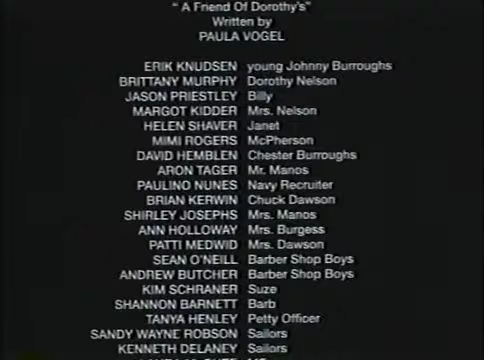 " A Friend Of Dorothy's"
Written by
PAULA VOGEL
ERIK KNUDSEN young Johnny Burroughs
BRITTANY MURPHY Dorothy Nelson
JASON PRIESTLEY Billy
MARGOT KIDDER Mrs. Nelson
HELEN SHAVER Janet
MIMI ROGERS McPherson
DAVID HEMBLEN Chester Burroughs
ARON TAGER Mr. Manos
PAULINO NUNES Navy Recruiter
BRIAN KERWIN Chuck Dawson
SHIRLEY JOSEPHS Mrs. Manos
ANN HOLLOWAY Mrs. Burgess
PATTI MEDWID Mrs. Dawson
SEAN O'NEILL Barber Shop Boys
ANDREW BUTCHER Barber Shop Boys
KIM SCHRANER Suze
SHANNON BARNETT Barb
TANYA HENLEY Petty Officer
SANDY WAYNE ROBSON Sailors
KENNETH DELANEY Sailors